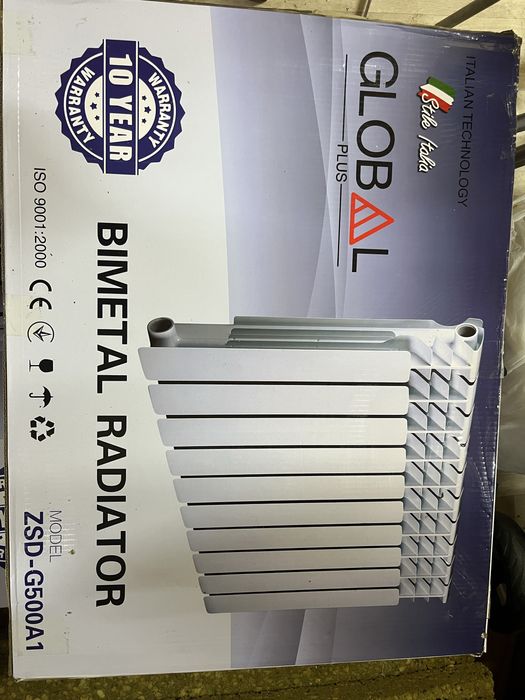 ITALIAN TECHNOLOGY
Stile Italia
GLOBAL
PLUS
WARRANTY
10 YEAR
WARRANTY
BIMETAL RADIATOR
ISO 9001:2000 CE
MODEL
ZSD-G500A1